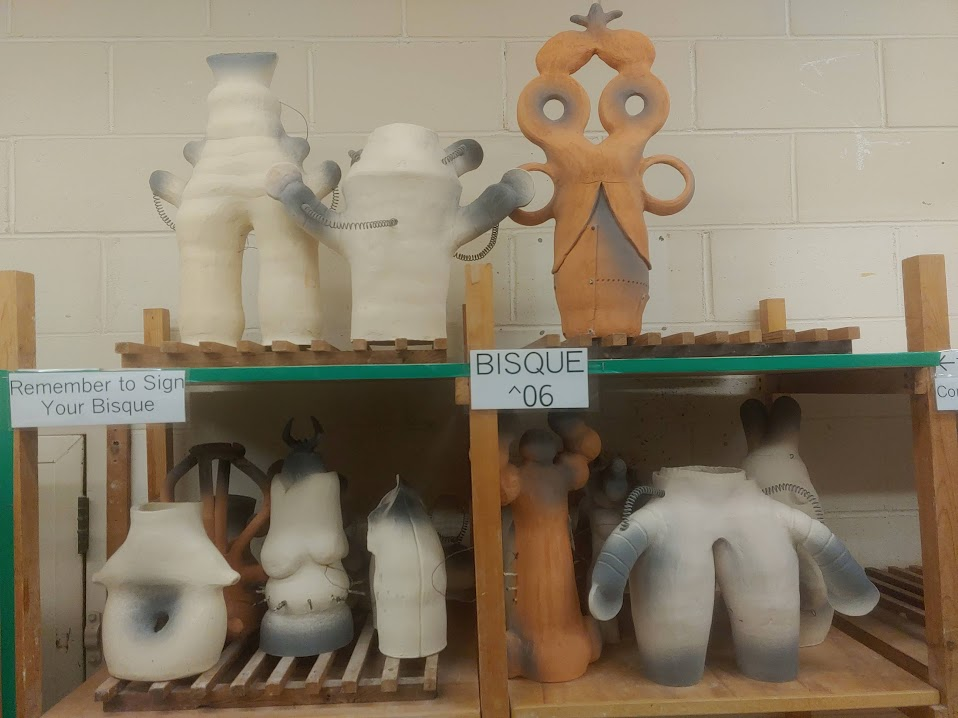 Remember to Sign
Your Bisque
BISQUE
^06
←